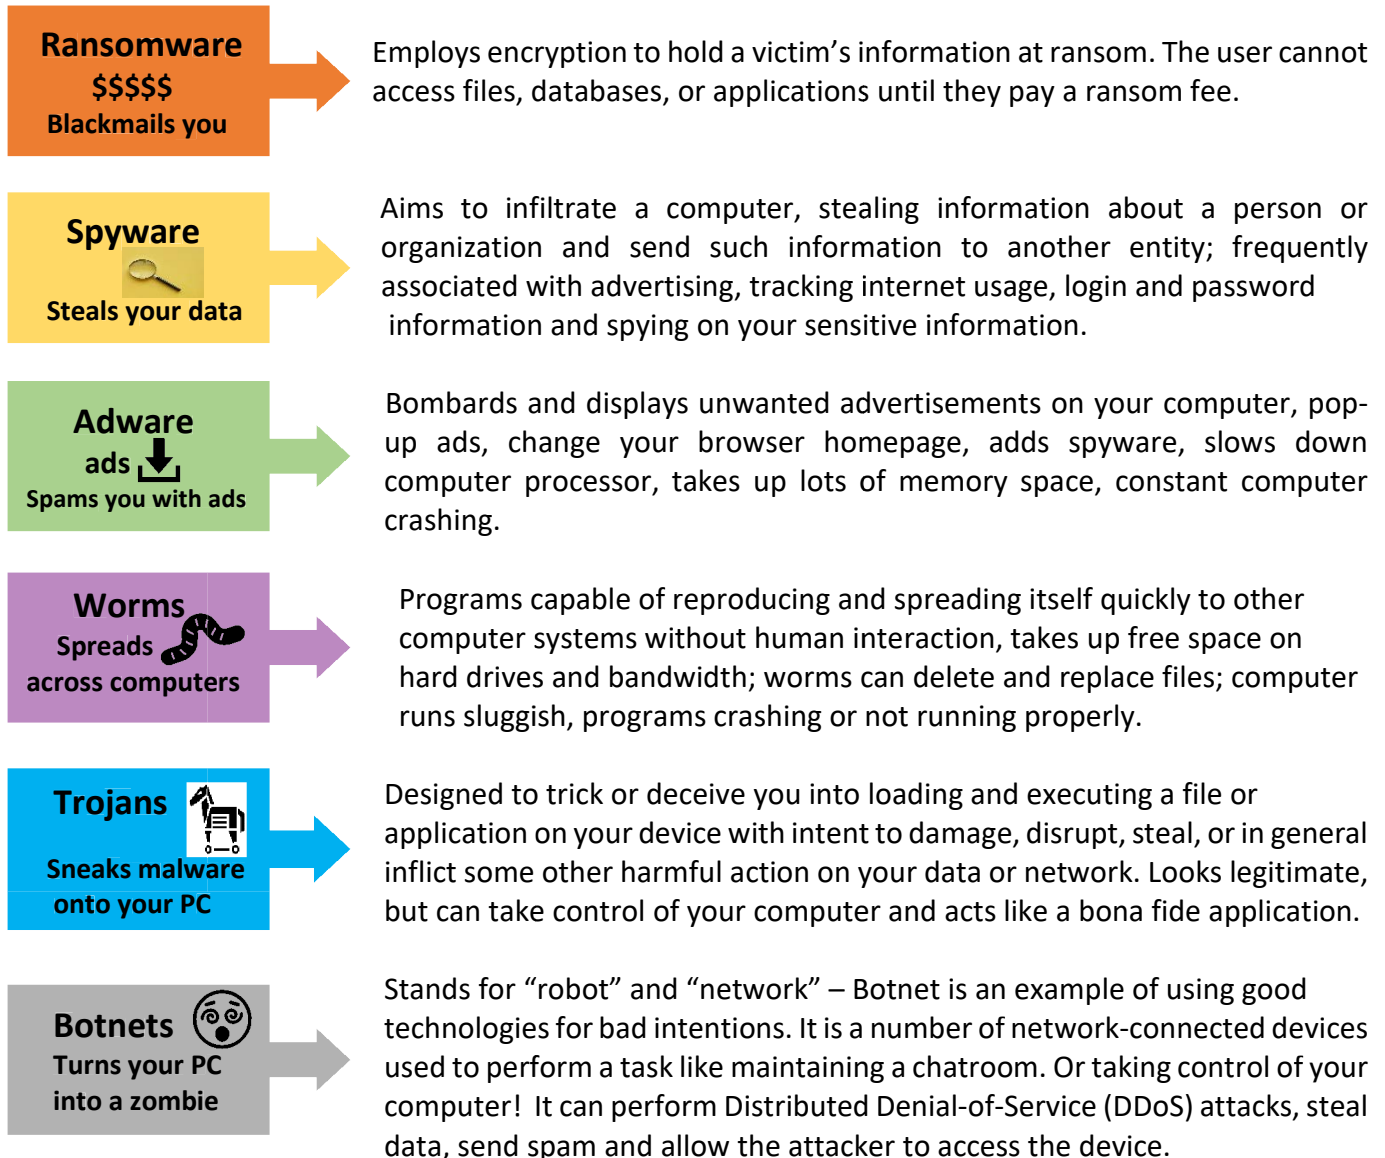 Ransomware
$$$$$
Blackmails you
Employs encryption to hold a victim’s information at ransom. The user cannot
access files, databases, or applications until they pay a ransom fee.
Spyware
Steals your data
Aims to infiltrate a computer, stealing information about a person or
organization and send such information to another entity; frequently
associated with advertising, tracking internet usage, login and password
information and spying on your sensitive information.
Adware
ads
Spams you with ads
Bombards and displays unwanted advertisements on your computer, pop-
up ads, change your browser homepage, adds spyware, slows down
computer processor, takes up lots of memory space, constant computer
crashing.
Worms
Spreads
across computers
Programs capable of reproducing and spreading itself quickly to other
computer systems without human interaction, takes up free space on
hard drives and bandwidth; worms can delete and replace files; computer
runs sluggish, programs crashing or not running properly.
Trojans
Sneaks malware
onto your PC
Designed to trick or deceive you into loading and executing a file or
application on your device with intent to damage, disrupt, steal, or in general
inflict some other harmful action on your data or network. Looks legitimate,
but can take control of your computer and acts like a bona fide application.
Botnets
Turns your PC
into a zombie
Stands for “robot” and “network” – Botnet is an example of using good
technologies for bad intentions. It is a number of network-connected devices
used to perform a task like maintaining a chatroom. Or taking control of your
computer! It can perform Distributed Denial-of-Service (DDoS) attacks, steal
data, send spam and allow the attacker to access the device.